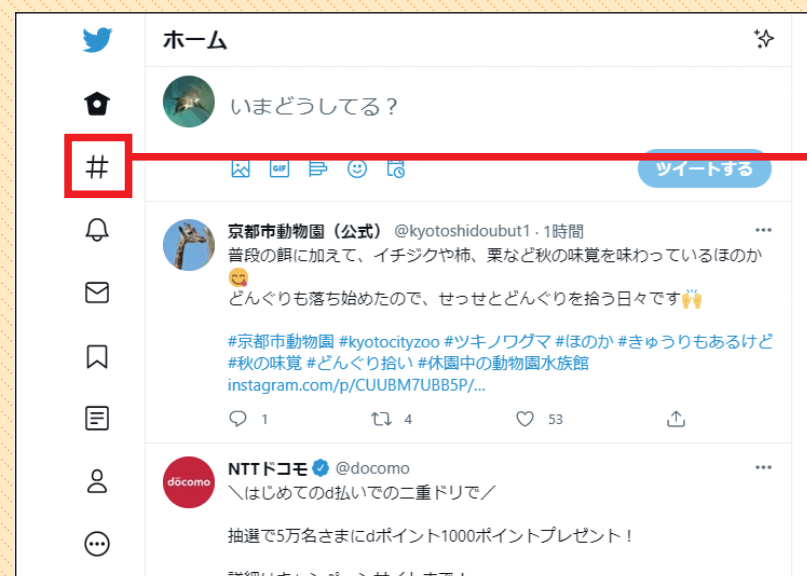 ホーム
いまどうしてる？
GIF
ツイートする
京都市動物園（公式） @kyotoshidoubut1 · 1時間
普段の餌に加えて、イチジクや柿、栗など秋の味覚を味わっているほのか
😋
どんぐりも落ち始めたので、せっせとどんぐりを拾う日々です🙌
#京都市動物園 #kyotocityzoo #ツキノワグマ #ほのか #きゅうりもあるけど
#秋の味覚 #どんぐり拾い #休園中の動物園水族館
instagram.com/p/CUUBM7UBB5P/...
1 4 53
döcomo
NTTドコモ @docomo
＼はじめてのd払いでの二重ドリで／
抽選で5万名さまにdポイント1000ポイントプレゼント！